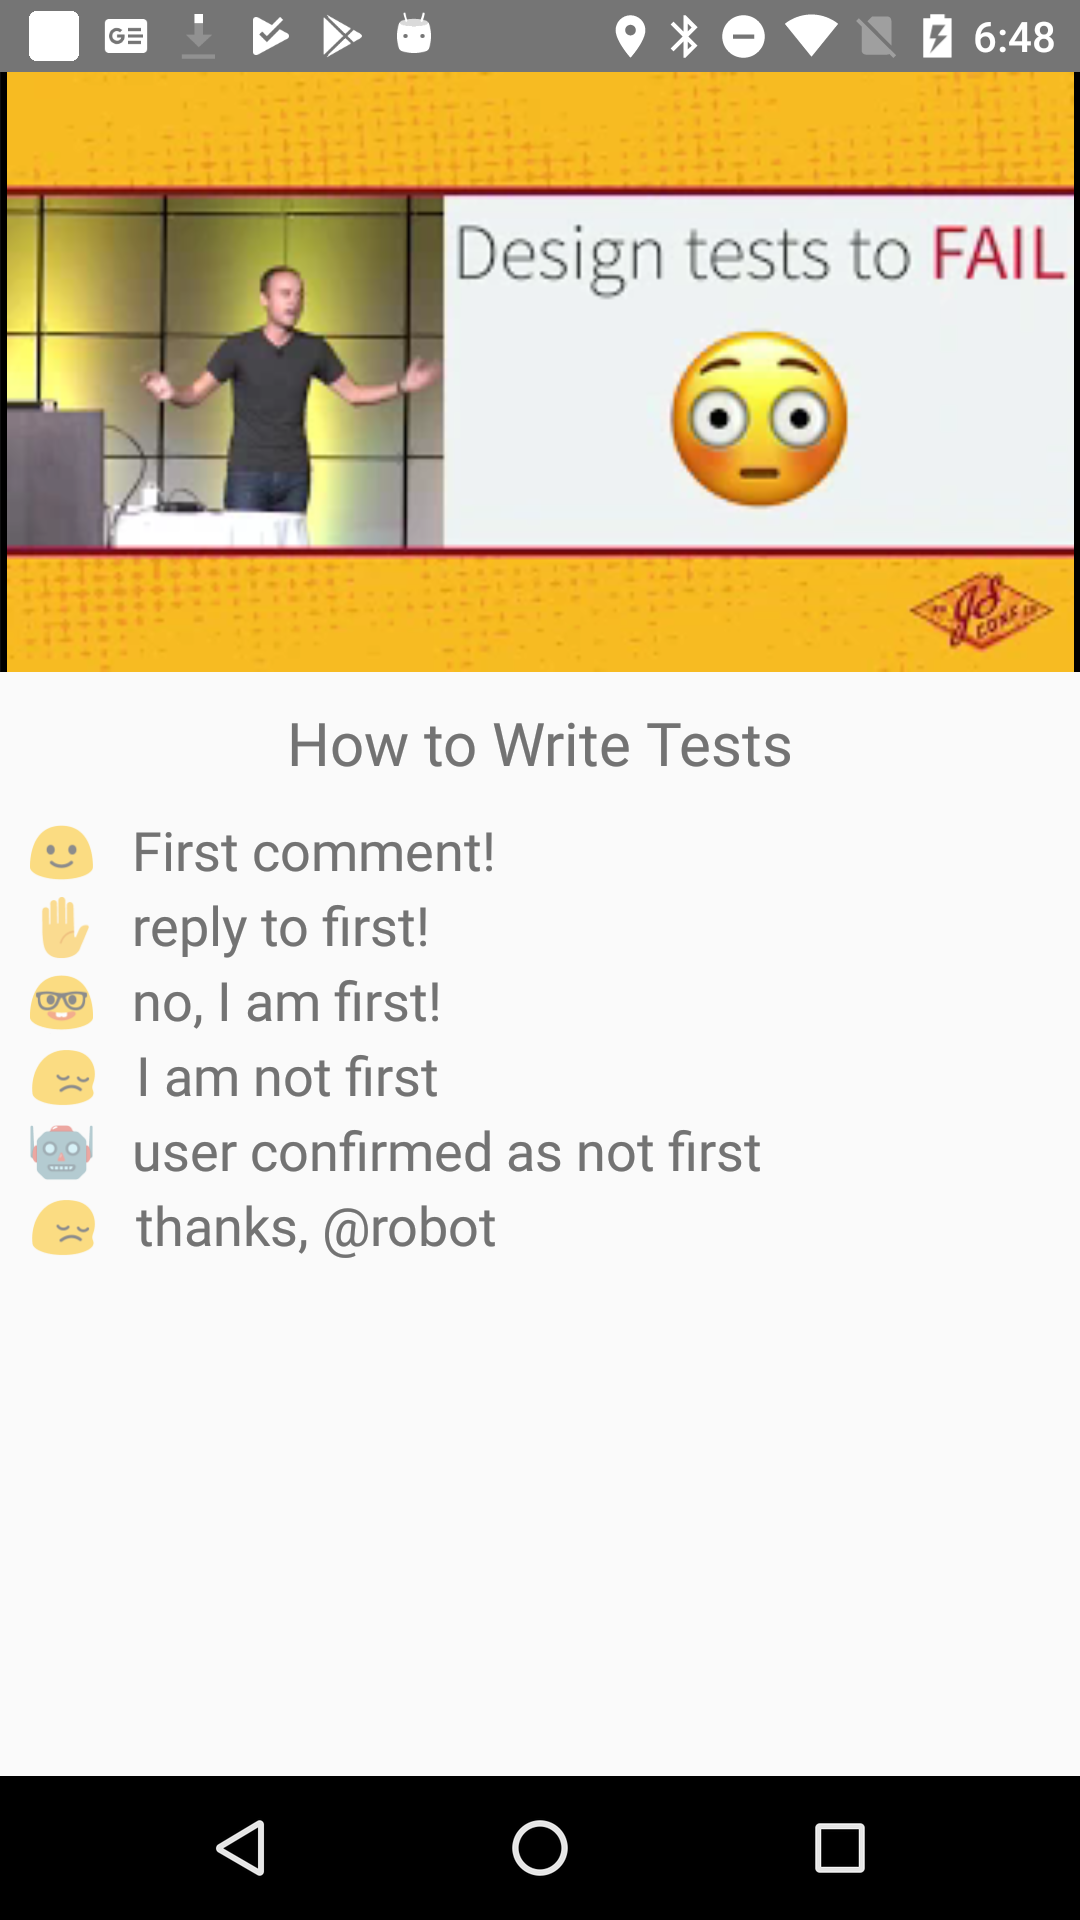 GE
6:48
Design tests to FAIL
JS
CONF
How to Write Tests
First comment!
reply to first!
no, I am first!
I am not first
user confirmed as not first
thanks, @robot